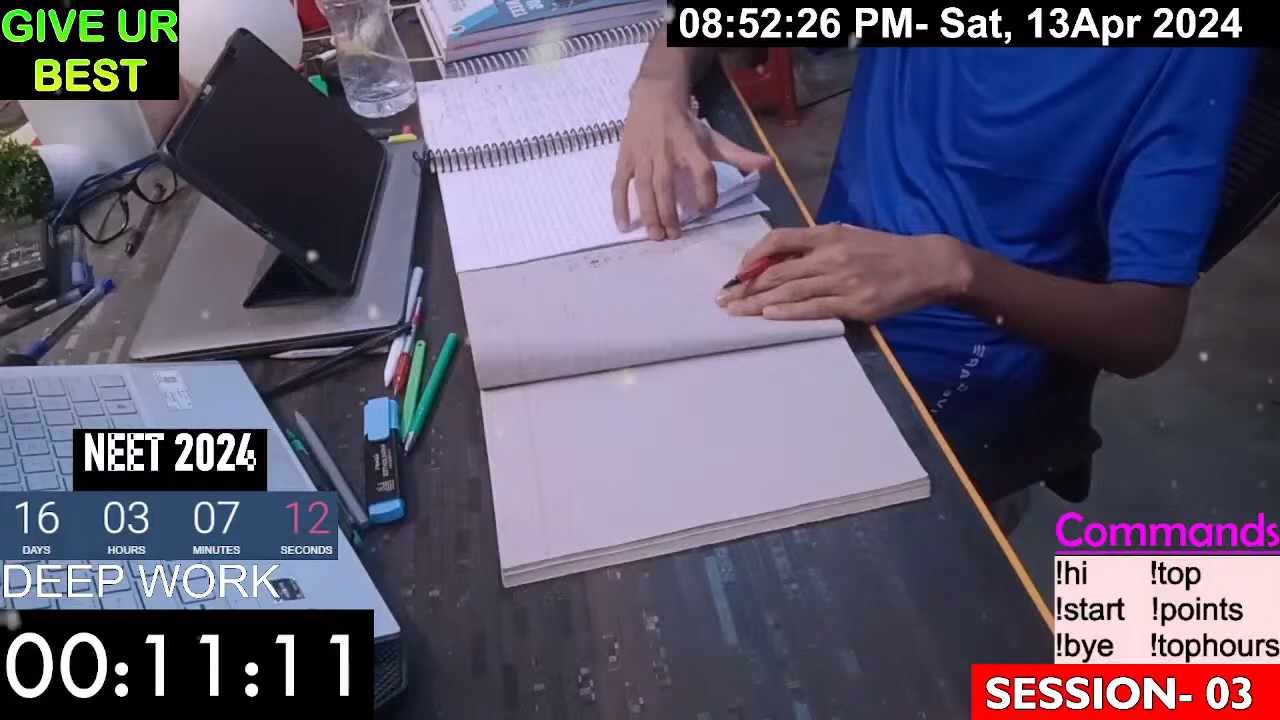 GIVE UR
BEST
08:52:26 PM- Sat, 13Apr 2024
NEET 2024
16 03 07 12
DAYS HOURS MINUTES SECONDS
DEEP WORK
00:11:11
Commands
!hi !top
!start !points
!bye !tophours
SESSION- 03